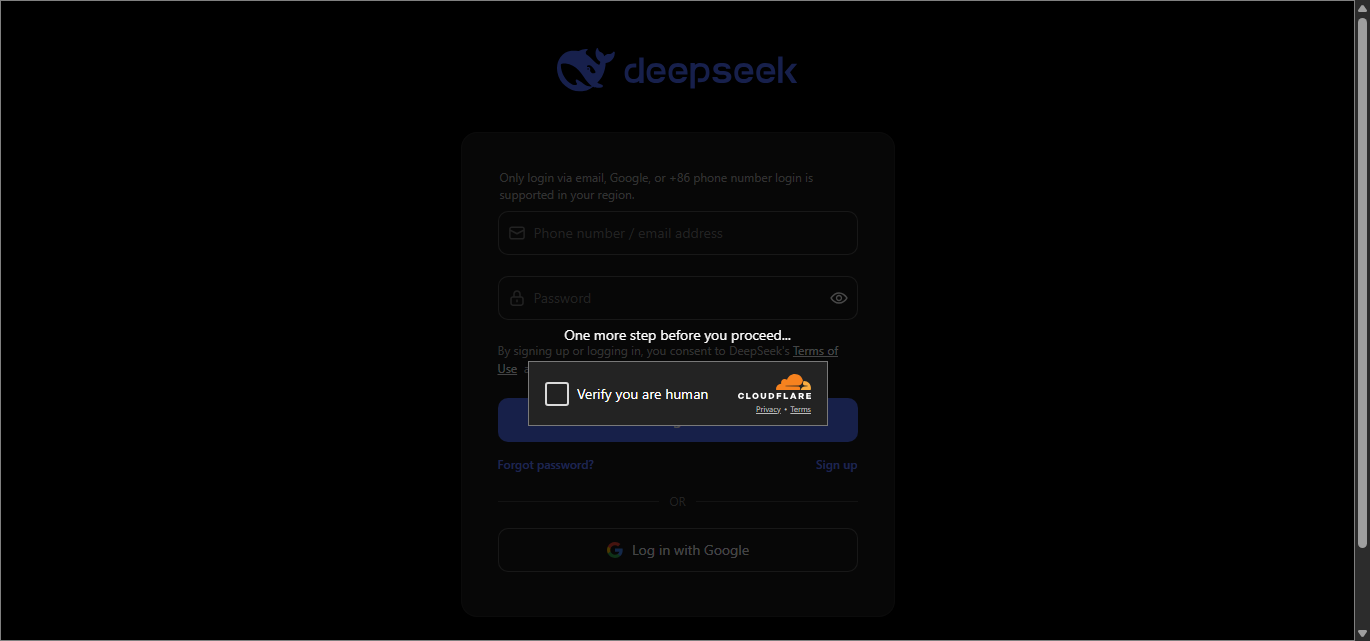 deepseek
Only login via email, Google, or +86 phone number login is
supported in your region.
Phone number / email address
Password
One more step before you proceed...
By signing up or logging in, you consent to DeepSeek's Terms of
Use
Verify you are human
CLOUDFLARE
Privacy • Terms
Forgot password?
Sign up
OR
Log in with Google